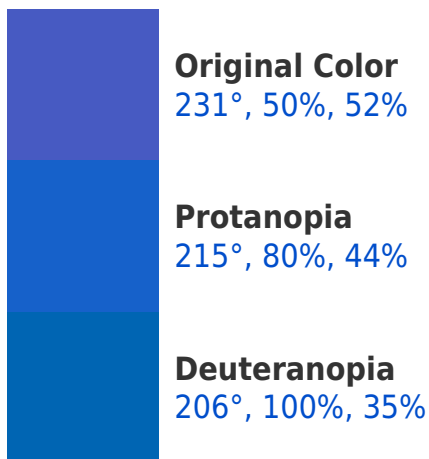 Original Color
231°, 50%, 52%
Protanopia
215°, 80%, 44%
Deuteranopia
206°, 100%, 35%